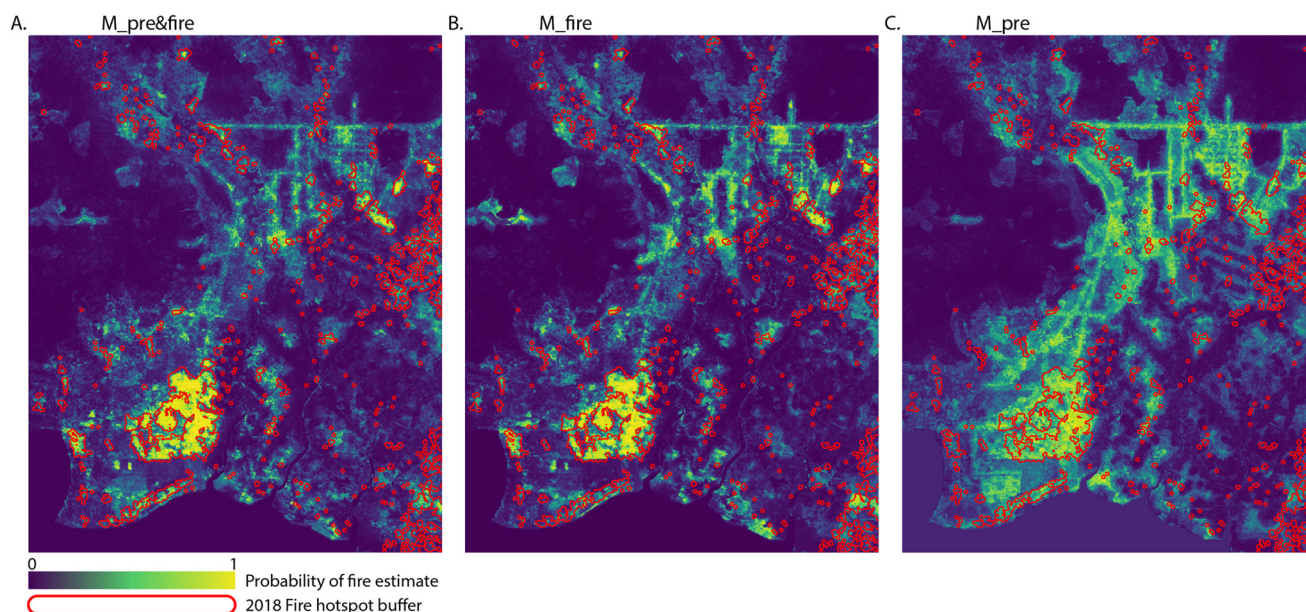 A. M_pre&fire B. M_fire C. M_pre
0 1
Probability of fire estimate
2018 Fire hotspot buffer